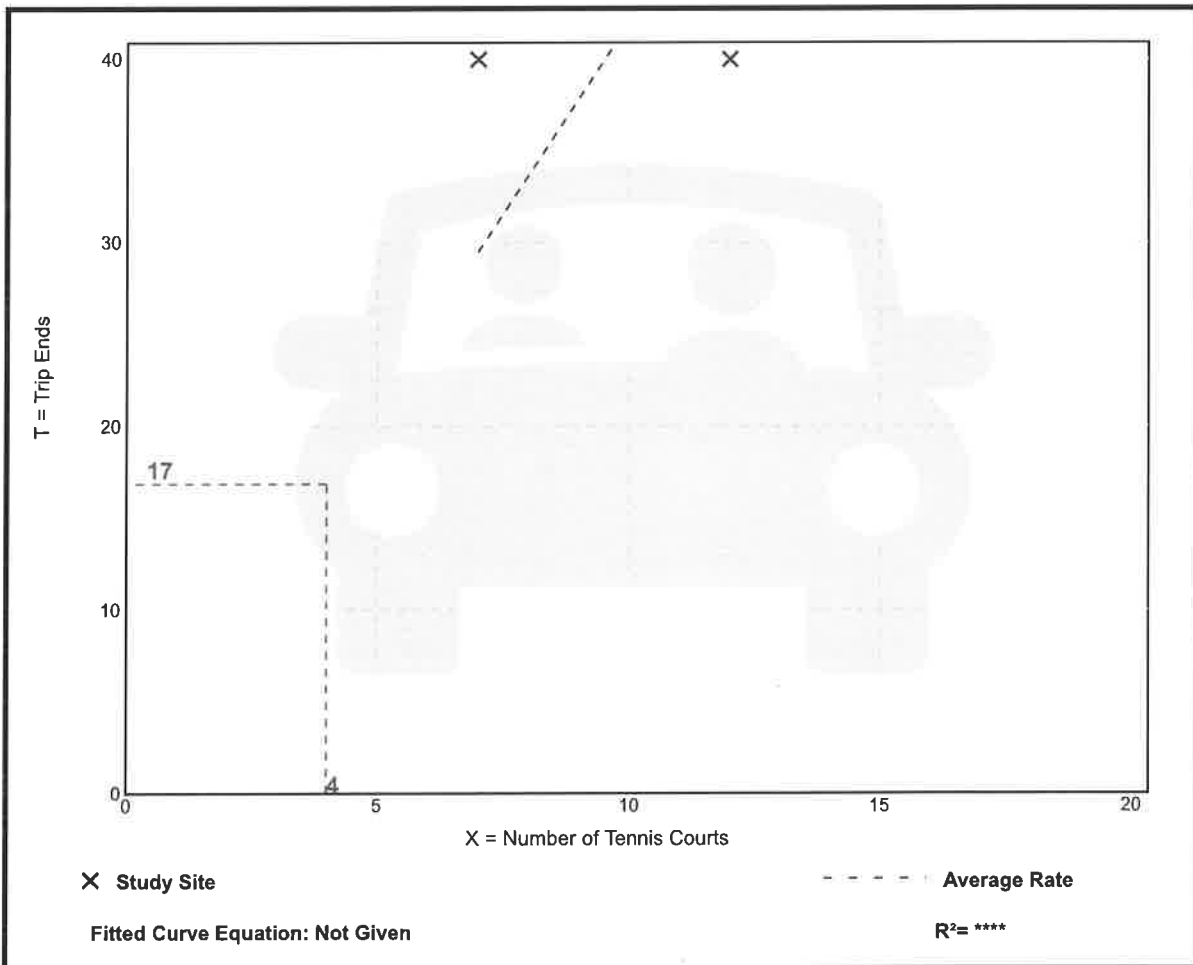 40
30
T = Trip Ends
20
17
10
4
0
0 5 10 15 20
X = Number of Tennis Courts
Study Site
Average Rate
Fitted Curve Equation: Not Given
R²= ****